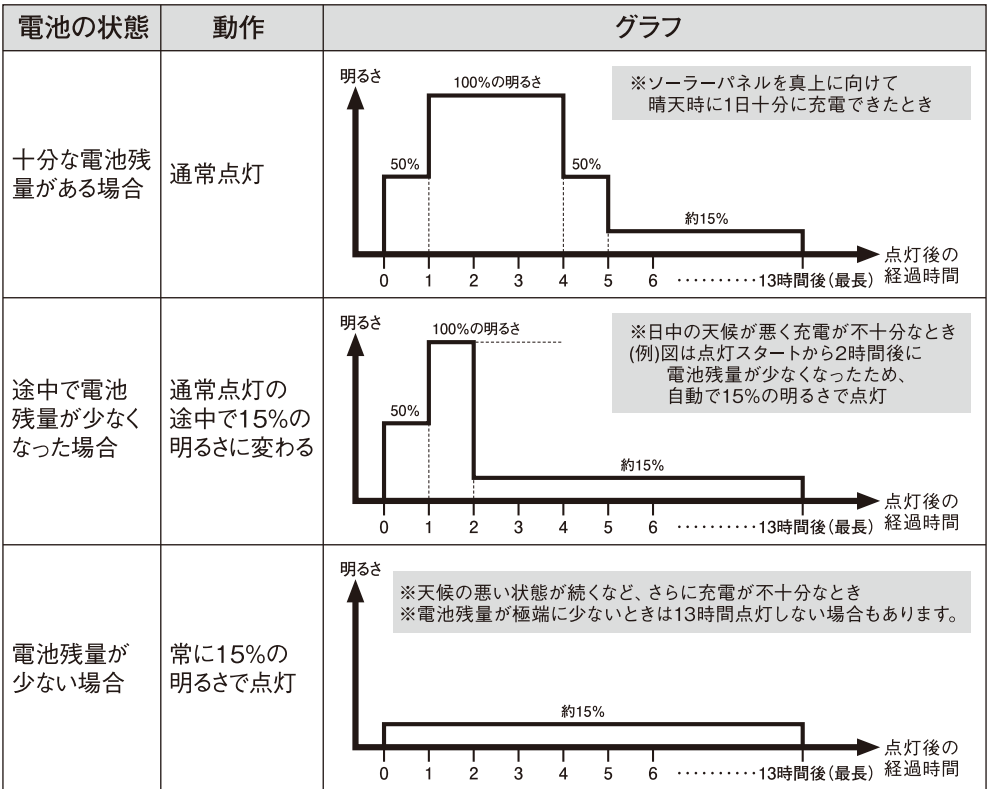 電池の状態
動作
グラフ
十分な電池残
量がある場合
通常点灯
明るさ
100%の明るさ
※ソーラーパネルを真上に向けて
晴天時に1日十分に充電できたとき
50%
50%
約15%
0 1 2 3 4 5 6 ··········13時間後(最長)
点灯後の
経過時間
途中で電池
残量が少なく
なった場合
通常点灯の
途中で15%の
明るさに変わる
明るさ
100%の明るさ
※日中の天候が悪く充電が不十分なとき
(例)図は点灯スタートから2時間後に
電池残量が少なくなったため、
自動で15%の明るさで点灯
50%
約15%
0 1 2 3 4 5 6 ··········13時間後(最長)
点灯後の
経過時間
電池残量が
少ない場合
常に15%の
明るさで点灯
明るさ
※天候の悪い状態が続くなど、さらに充電が不十分なとき
※電池残量が極端に少ないときは13時間点灯しない場合もあります。
約15%
0 1 2 3 4 5 6 ··········13時間後(最長)
点灯後の
経過時間